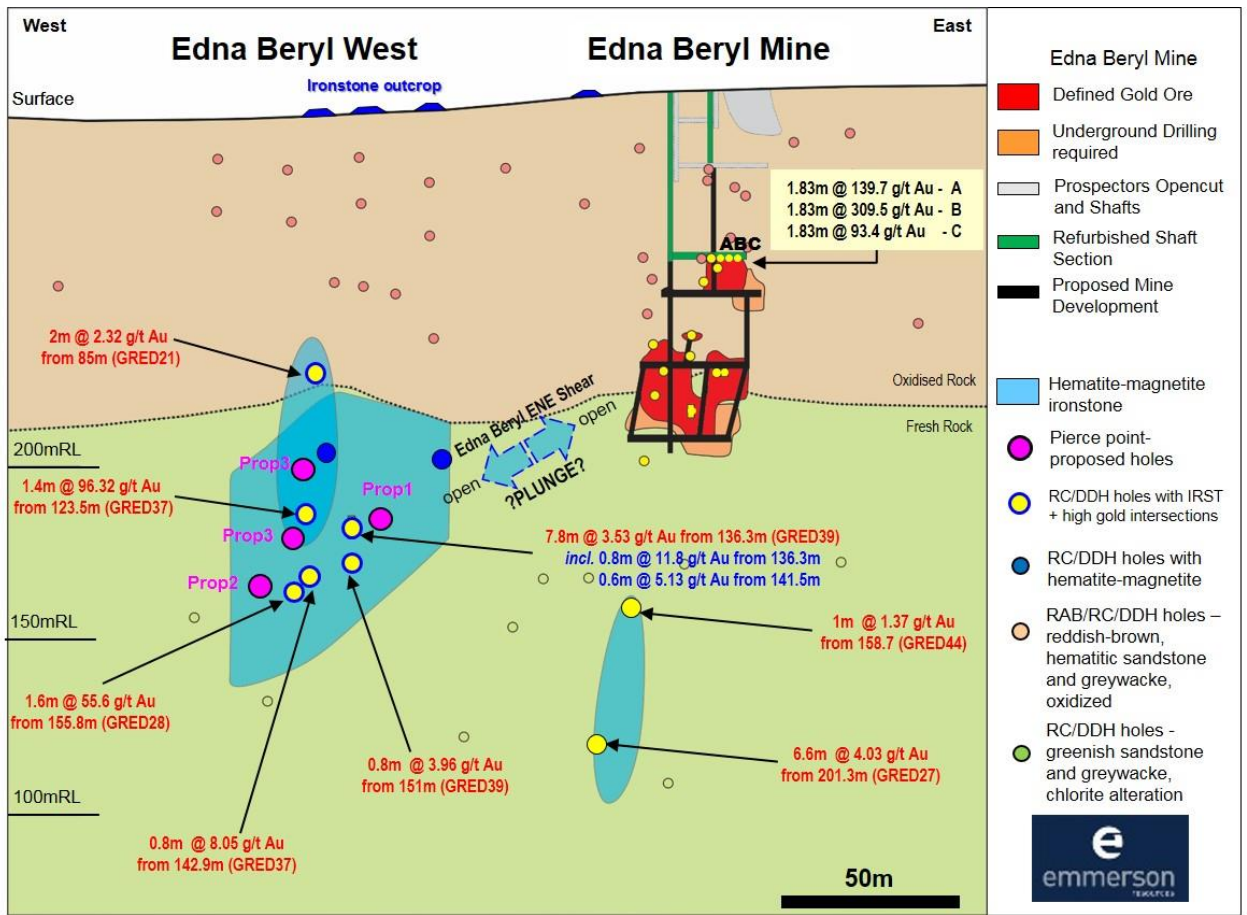 West
East
Edna Beryl West
Edna Beryl Mine
Ironstone outcrop
Surface
1.83m @ 139.7 g/t Au - A
1.83m @ 309.5 g/t Au - B
1.83m @ 93.4 g/t Au - C
ABC
2m @ 2.32 g/t Au
from 85m (GRED21)
Oxidised Rock
Fresh Rock
Edna Beryl ENE Shear
open
open
?PLUNGE?
200mRL
Prop3
Prop1
1.4m @ 96.32 g/t Au
from 123.5m (GRED37)
Prop3
Prop2
7.8m @ 3.53 g/t Au from 136.3m (GRED39)
incl. 0.8m @ 11.8 g/t Au from 136.3m
0.6m @ 5.13 g/t Au from 141.5m
150mRL
1m @ 1.37 g/t Au
from 158.7 (GRED44)
1.6m @ 55.6 g/t Au
from 155.8m (GRED28)
0.8m @ 3.96 g/t Au
from 151m (GRED39)
6.6m @ 4.03 g/t Au
from 201.3m (GRED27)
100mRL
0.8m @ 8.05 g/t Au
from 142.9m (GRED37)
50m
Edna Beryl Mine
Defined Gold Ore
Underground Drilling
required
Prospectors Opencut
and Shafts
Refurbished Shaft
Section
Proposed Mine
Development
Hematite-magnetite
ironstone
Pierce point-
proposed holes
RC/DDH holes with IRST
+ high gold intersections
RC/DDH holes with
hematite-magnetite
RAB/RC/DDH holes –
reddish-brown,
hematitic sandstone
and greywacke,
oxidized
RC/DDH holes -
greenish sandstone
and greywacke,
chlorite alteration
e
emmerson
RESOURCES